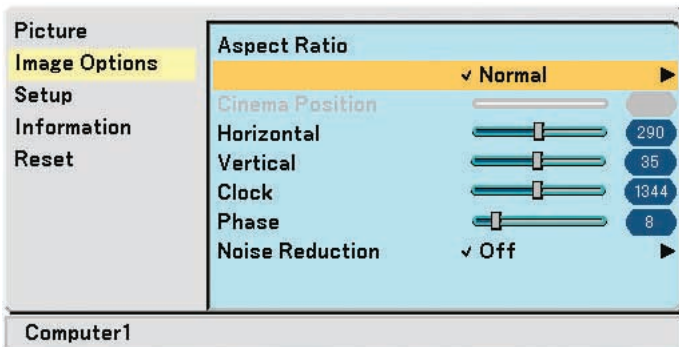 Picture
Image Options
Setup
Information
Reset
Aspect Ratio
✓ Normal ▶
Cinema Position
Horizontal 290
Vertical 35
Clock 1344
Phase 8
Noise Reduction ✓ Off ▶
Computer1